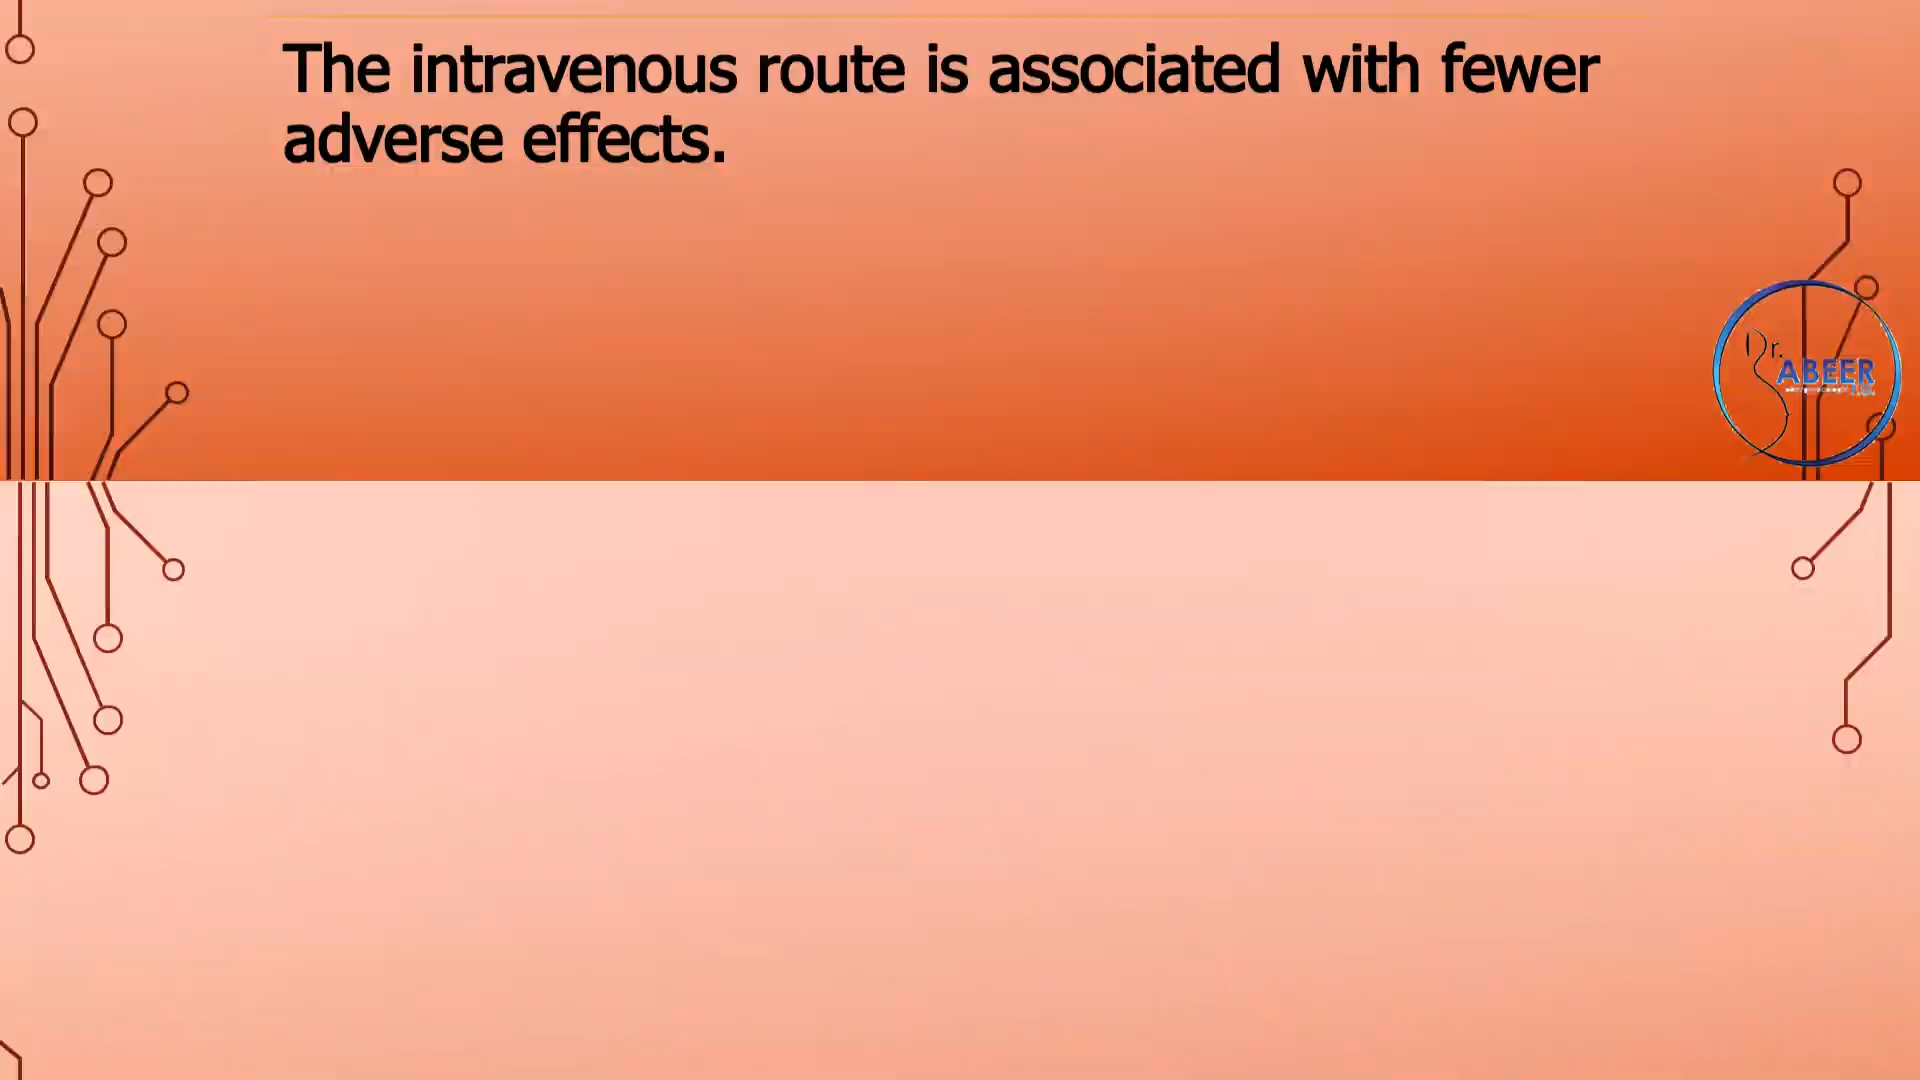 The intravenous route is associated with fewer
adverse effects.
Dr.
ABEER